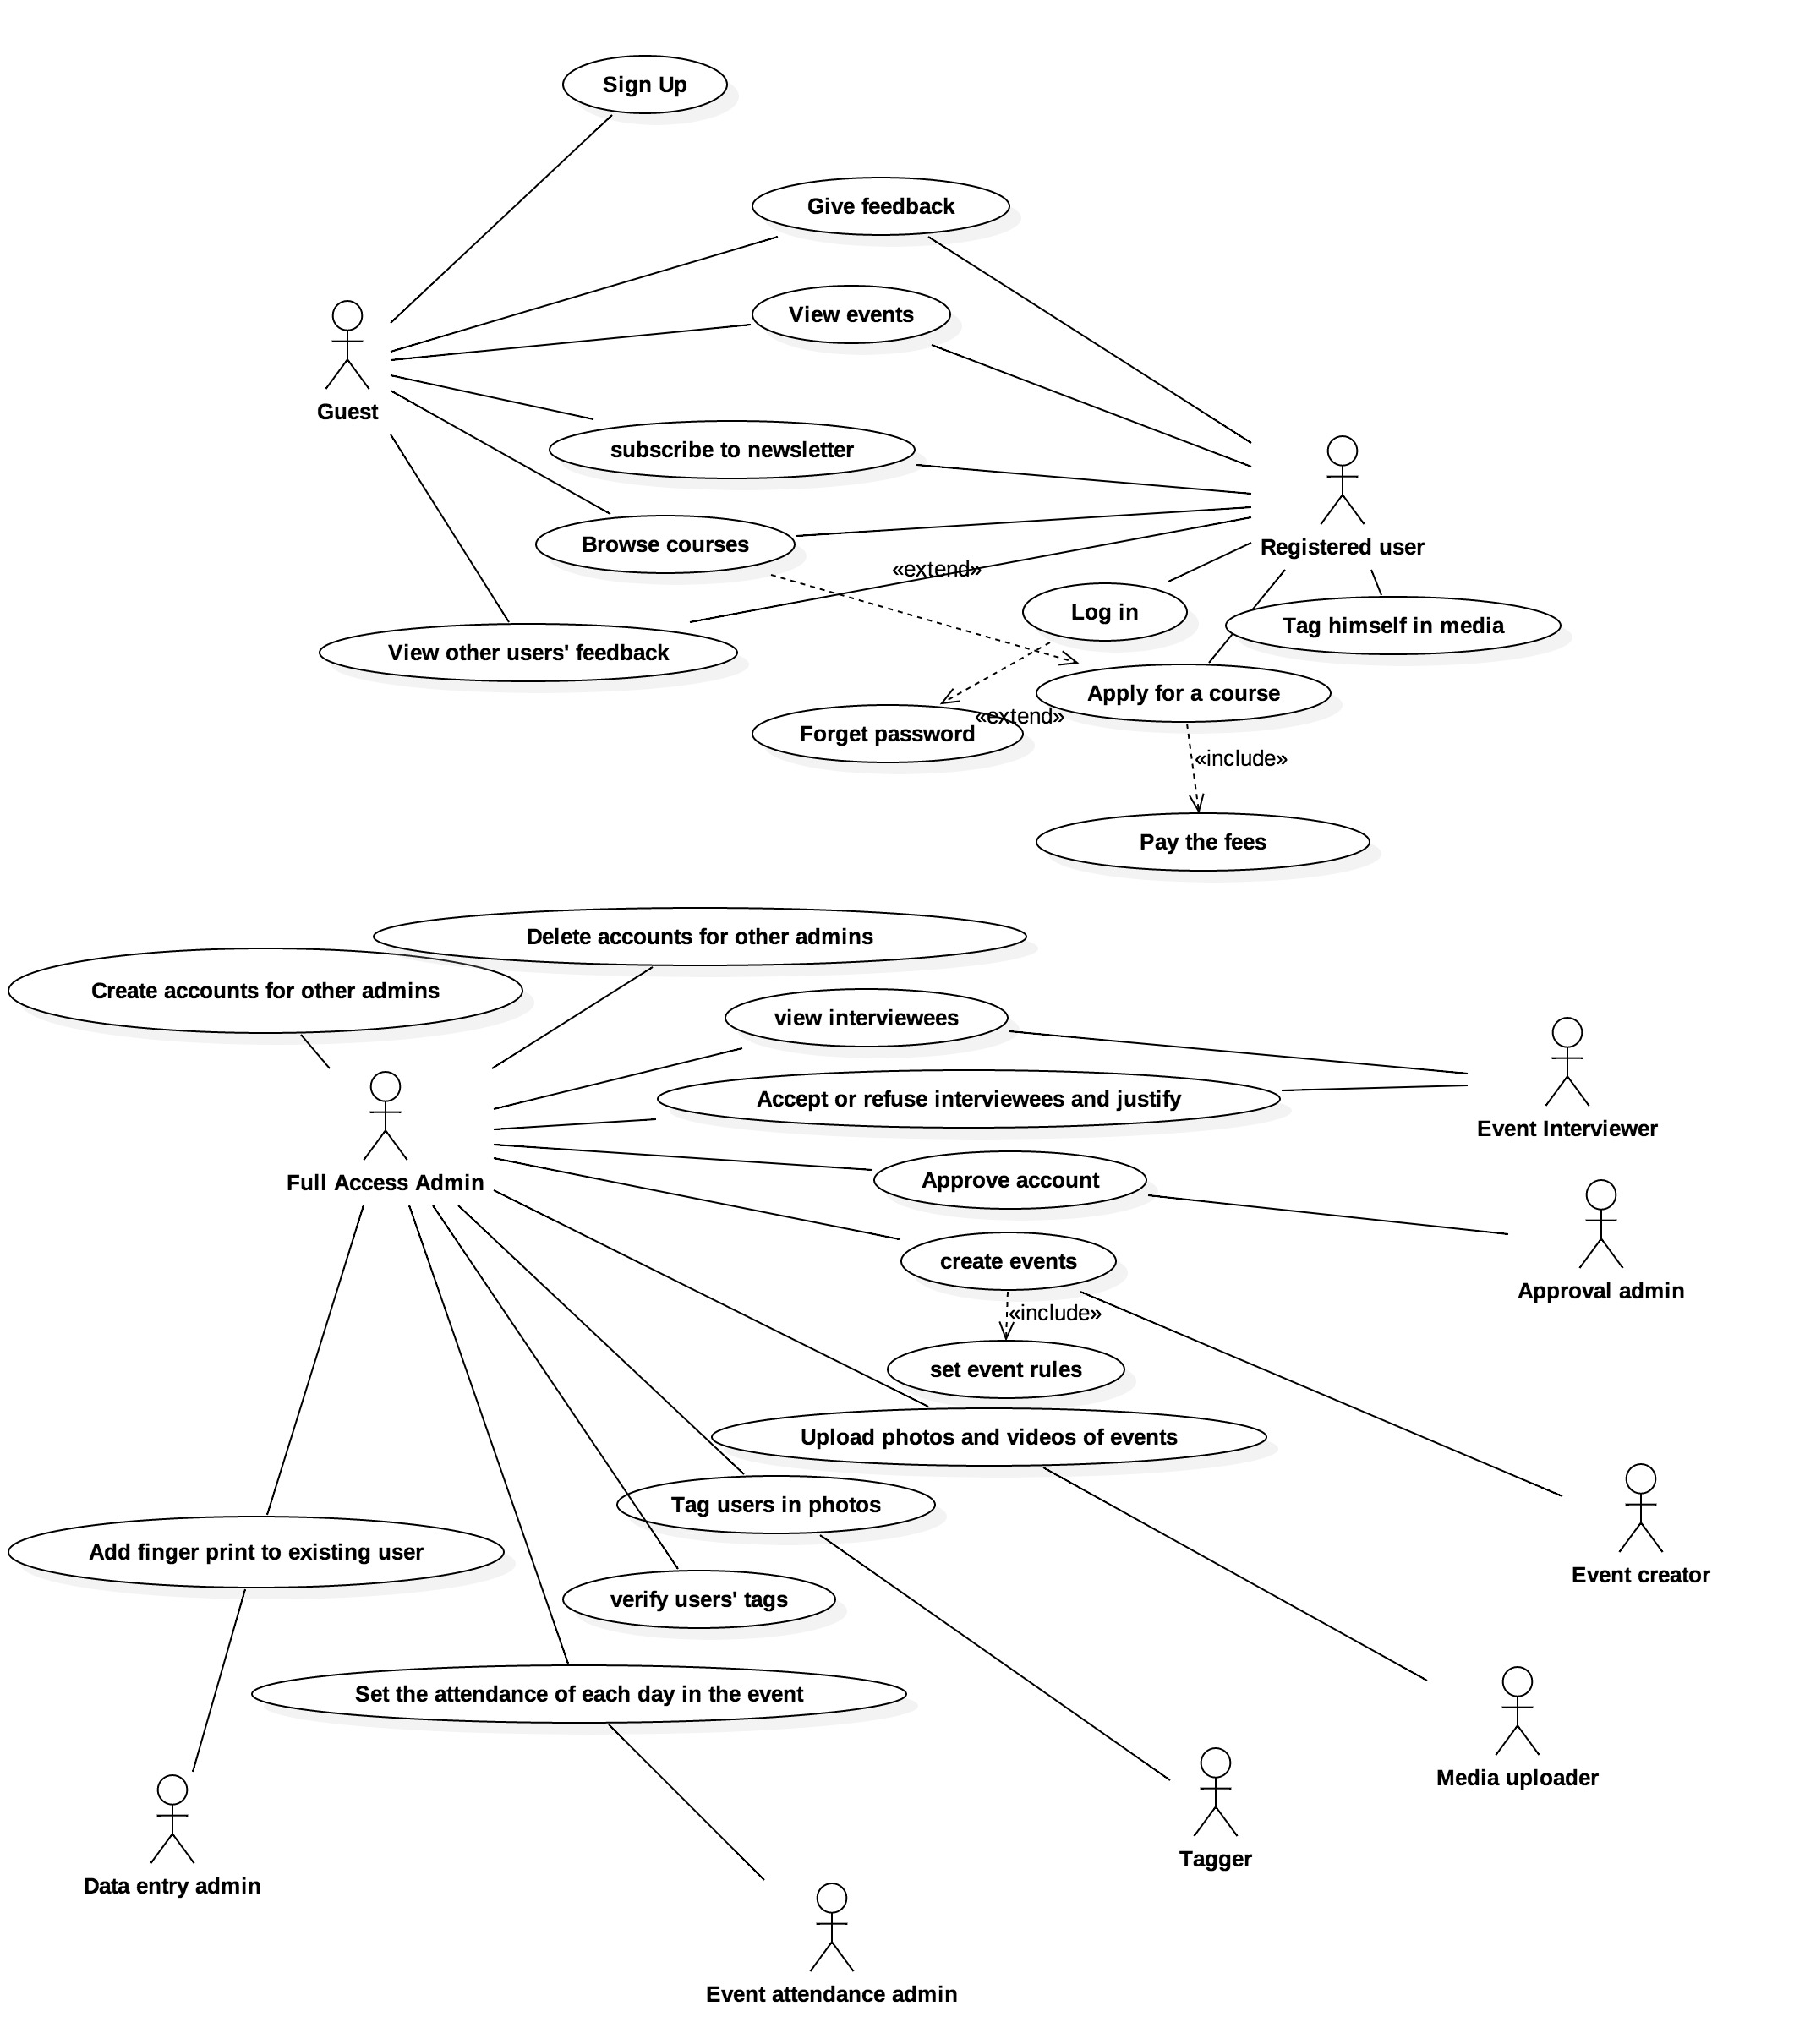 Sign Up
Give feedback
View events
Guest
subscribe to newsletter
Browse courses
Registered user
«extend»
Log in
Tag himself in media
View other users' feedback
Apply for a course
«extend»
Forget password
«include»
Pay the fees
Delete accounts for other admins
Create accounts for other admins
view interviewees
Accept or refuse interviewees and justify
Event Interviewer
Full Access Admin
Approve account
create events
Approval admin
«include»
set event rules
Upload photos and videos of events
Tag users in photos
Add finger print to existing user
Event creator
verify users' tags
Set the attendance of each day in the event
Media uploader
Tagger
Data entry admin
Event attendance admin